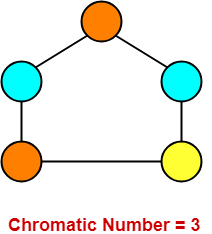 Chromatic Number = 3